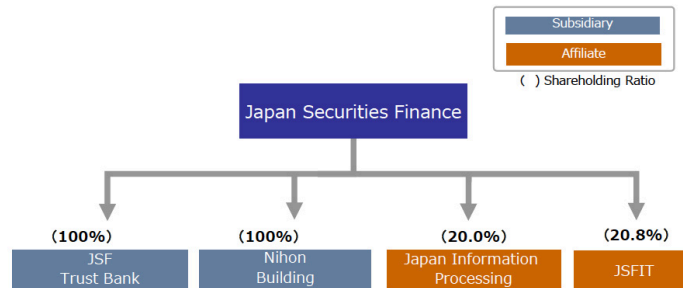 Subsidiary
Affiliate
( ) Shareholding Ratio
Japan Securities Finance
(100%)
(100%)
(20.0%)
(20.8%)
JSF
Trust Bank
Nihon
Building
Japan Information
Processing
JSFIT